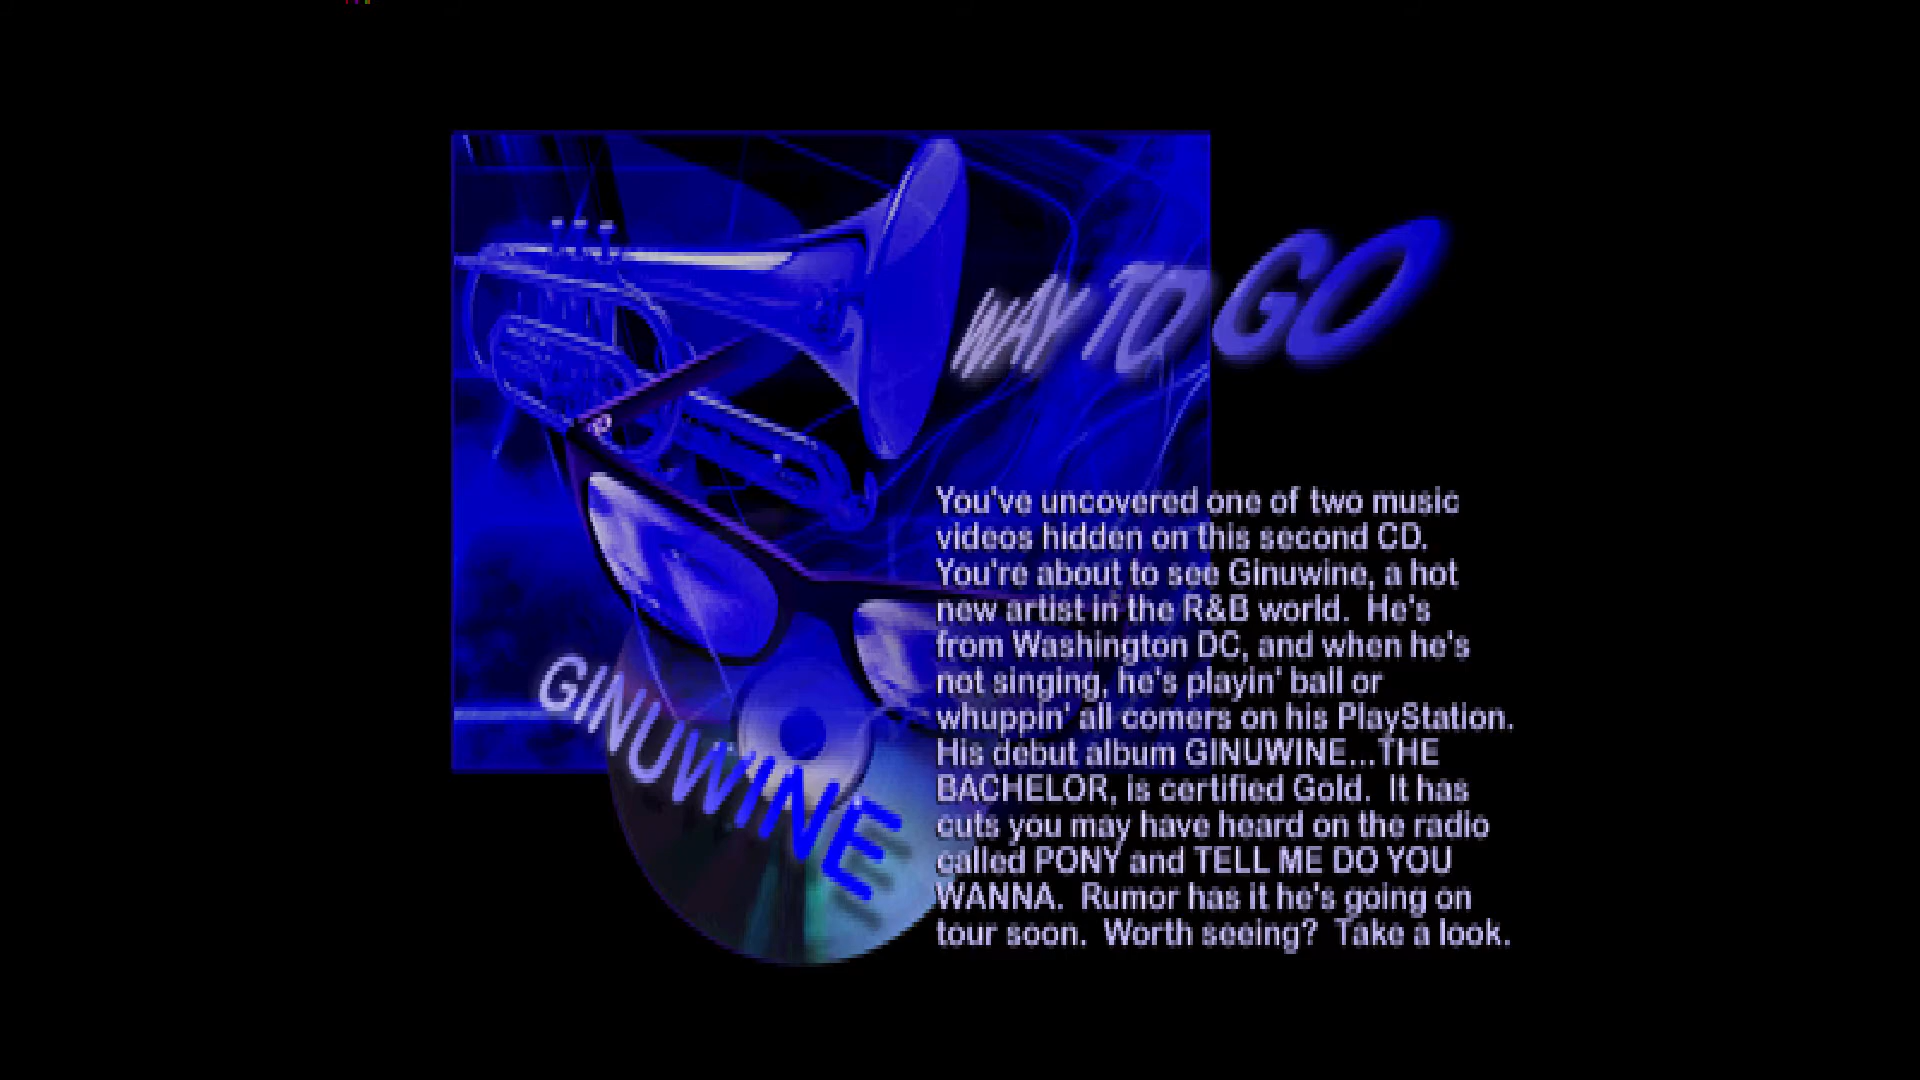 WAY TO GO
You've uncovered one of two music
videos hidden on this second CD.
You're about to see Ginuwine, a hot
new artist in the R&B world.  He's
from Washington DC, and when he's
not singing, he's playin' ball or
whuppin' all comers on his PlayStation.
His debut album GINUWINE...THE
BACHELOR, is certified Gold.  It has
cuts you may have heard on the radio
called PONY and TELL ME DO YOU
WANNA.  Rumor has it he's going on
tour soon.  Worth seeing?  Take a look.
GINUWINE